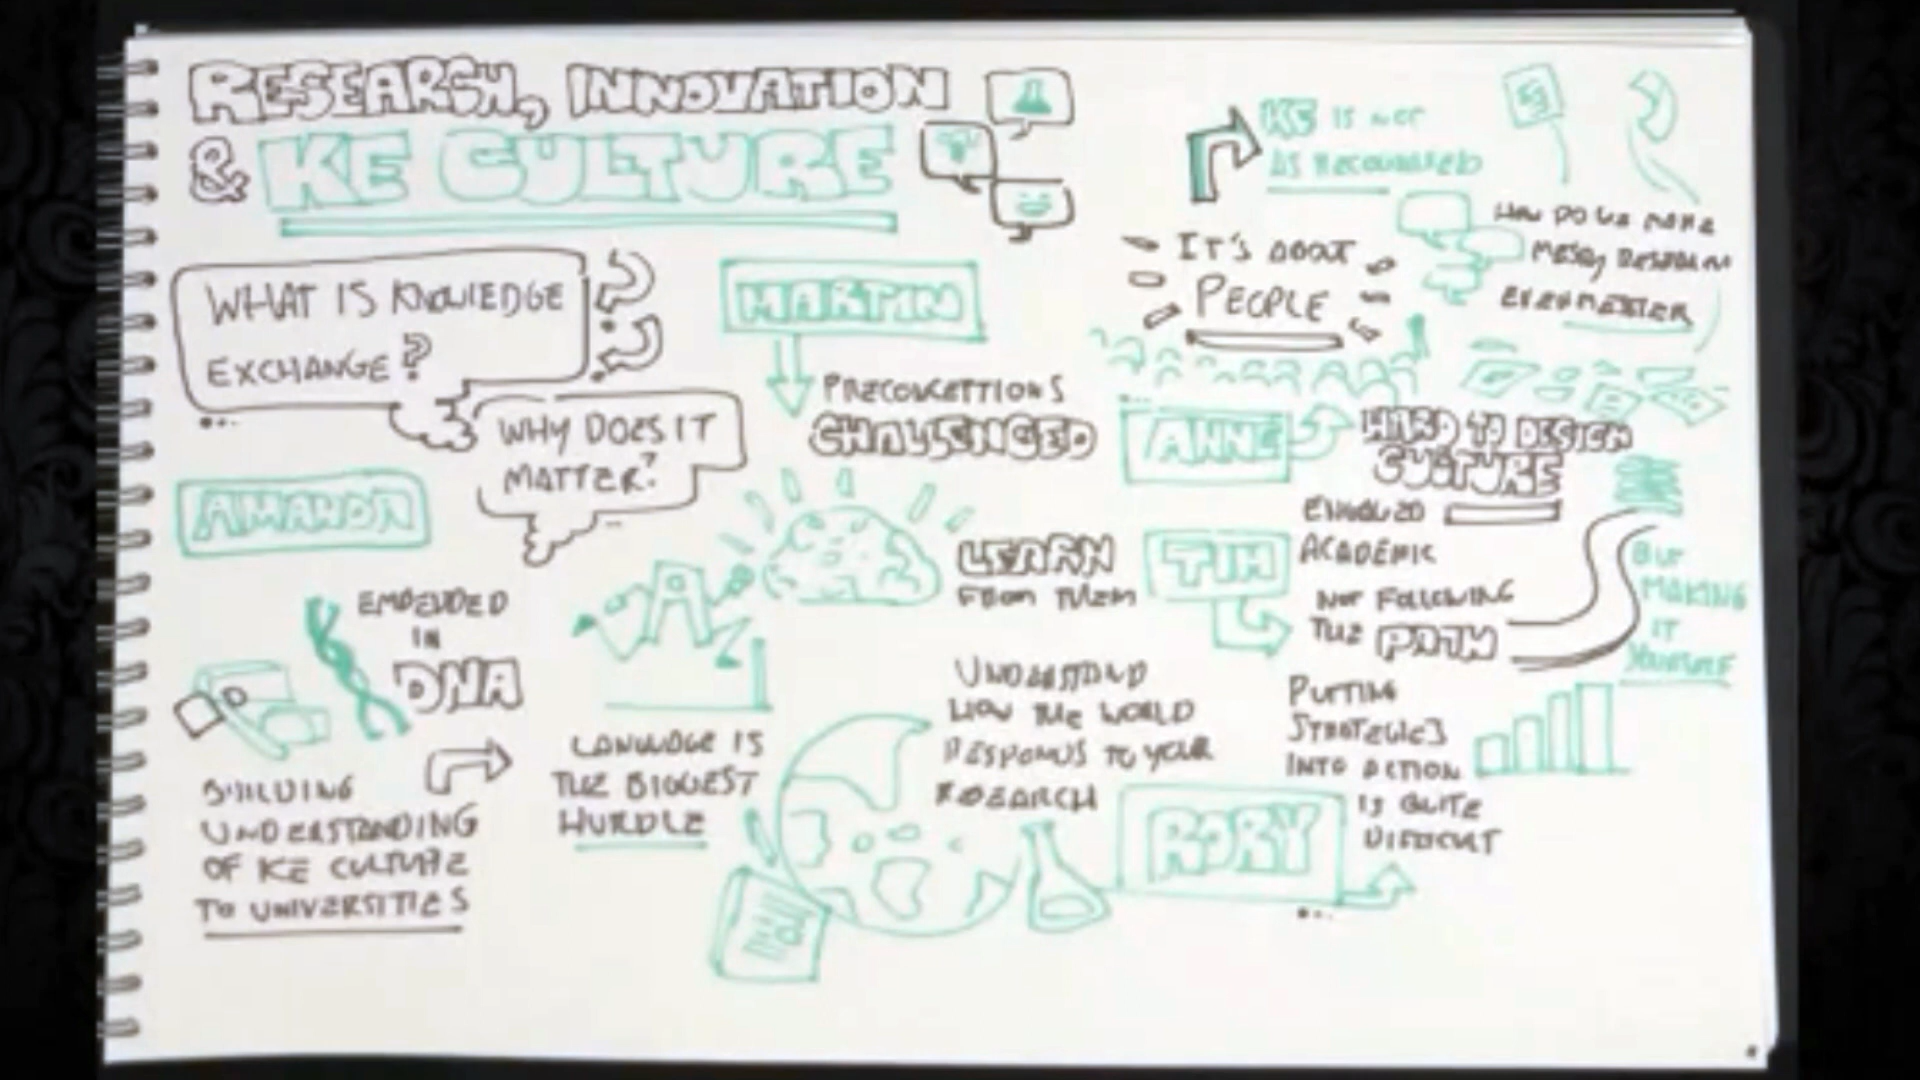 RESEARCH, INNOVATION
& KE CULTURE
WHAT IS KNOWLEDGE
EXCHANGE?
WHY DOES IT
MATTER?
AMANDA
EMBEDDED
IN
DNA
BUILDING
UNDERSTANDING
OF KE CULTURE
TO UNIVERSITIES
LANGUAGE IS
THE BIGGEST
HURDLE
MARTIN
PRECONCEPTIONS
CHALLENGED
LEARN
FROM THEM
UNDERSTAND
HOW THE WORLD
RESPONDS TO YOUR
RESEARCH
KE IS NOT
AS RECOGNISED
IT'S ABOUT
PEOPLE
HOW DO WE MAKE
MESSY RESEARCH
EVEN MESSIER
ANNE
HARD TO DESIGN
CULTURE
TIM
ENGAGED
ACADEMIC
NOT FOLLOWING
THE PATH
BUT
MAKING
IT
YOURSELF
RORY
PUTTING
STRATEGIES
INTO ACTION
IS QUITE
DIFFICULT